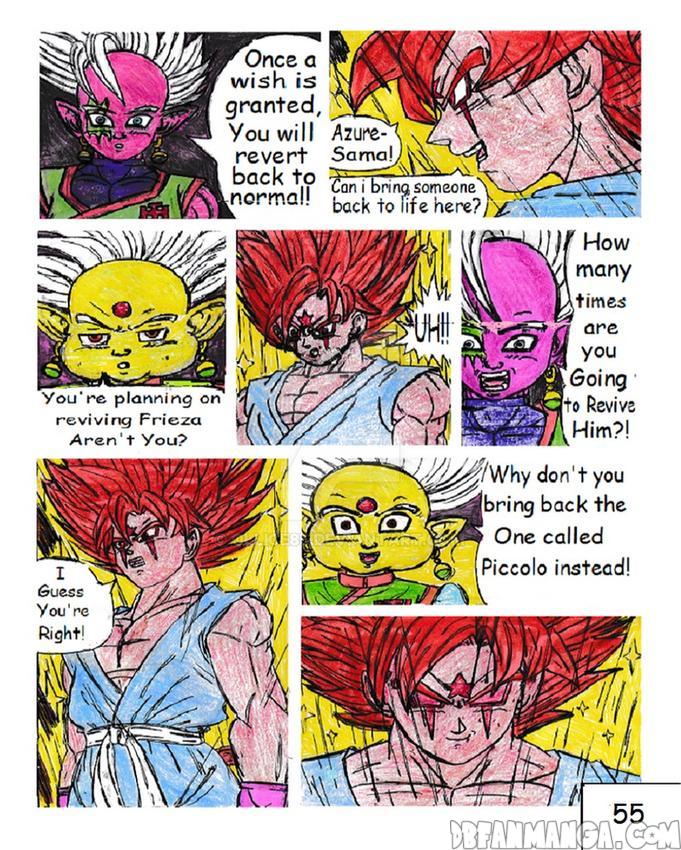 Once a
wish is
granted,
You will
revert
back to
normal!
Azure-
Sama!
Can i bring someone
back to life here?
You're planning on
reviving Frieza
Aren't You?
UH!!
How
many
times
are
you
Going
to Revive
Him?!
I
Guess
You're
Right!
Why don't you
bring back the
One called
Piccolo instead!
55
DBFANMANGA.COM